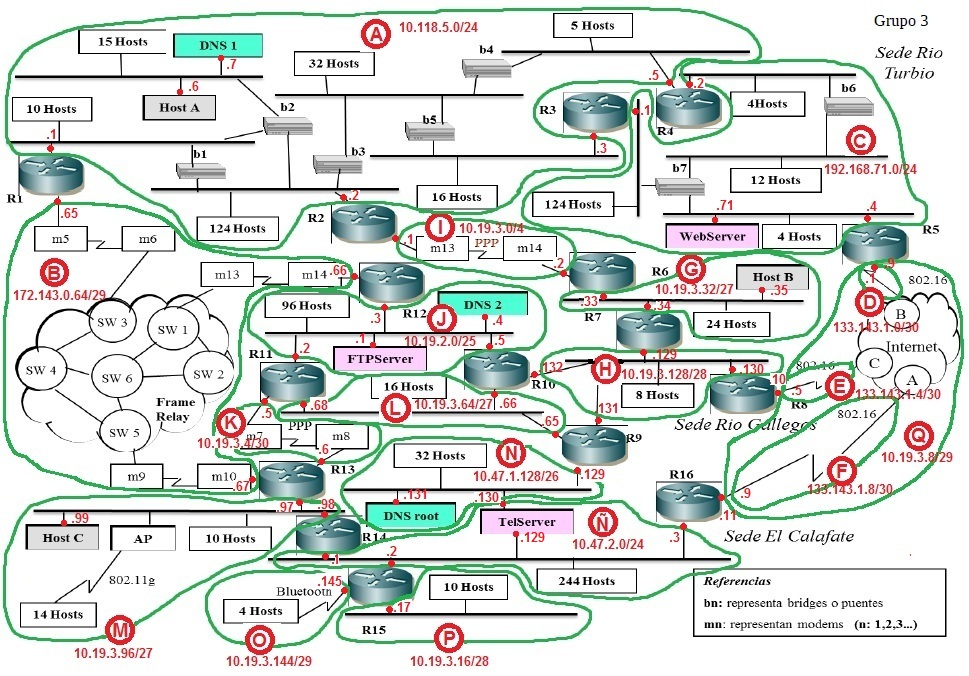 Grupo 3
Sede Rio
Turbio
A
10.118.5.0/24
15 Hosts
DNS 1
.7
.6
Host A
32 Hosts
b4
5 Hosts
.5
.2
R4
4Hosts
b6
C
192.168.71.0/24
10 Hosts
.1
b2
b5
b1
b3
R3
.1
.3
b7
12 Hosts
R1
.65
124 Hosts
.2
R2
16 Hosts
124 Hosts
.71
WebServer
4 Hosts
.4
R5
m5
m6
B
172.143.0.64/29
I
10.19.3.0/4
.1
m13
PPP
m14
.2
R6
G
10.19.3.32/27
Host B
.35
.9
.1
802.16
D
133.143.1.0/30
B
Internet
C
A
m13
m14
.66
R12
.3
96 Hosts
J
10.19.2.0/25
DNS 2
.4
.33
R7
.34
24 Hosts
SW 3
SW 1
SW 4
SW 6
SW 2
SW 5
Frame
Relay
R11
.2
.1
FTPServer
.5
R10
.132
.129
H
10.19.3.128/28
.130
8 Hosts
10
.5
R8
802.16
E
133.143.1.4/30
16 Hosts
L
10.19.3.64/27
.66
.65
.131
R9
Sede Rio Gallegos
802.16
K
10.19.3.4/30
.5
.68
m7
PPP
m8
.6
Q
10.19.3.8/29
F
133.143.1.8/30
m9
m10
.67
R13
32 Hosts
N
10.47.1.128/26
.129
R16
.9
.11
.3
Sede El Calafate
.97
.98
.131
DNS root
.130
TelServer
.129
Ñ
10.47.2.0/24
.99
Host C
AP
10 Hosts
R14
.1
.2
244 Hosts
802.11g
14 Hosts
M
10.19.3.96/27
Bluetooth
.145
4 Hosts
O
10.19.3.144/29
.17
R15
10 Hosts
P
10.19.3.16/28
Referencias
bn: representa bridges o puentes
mn: representan modems (n: 1,2,3...)